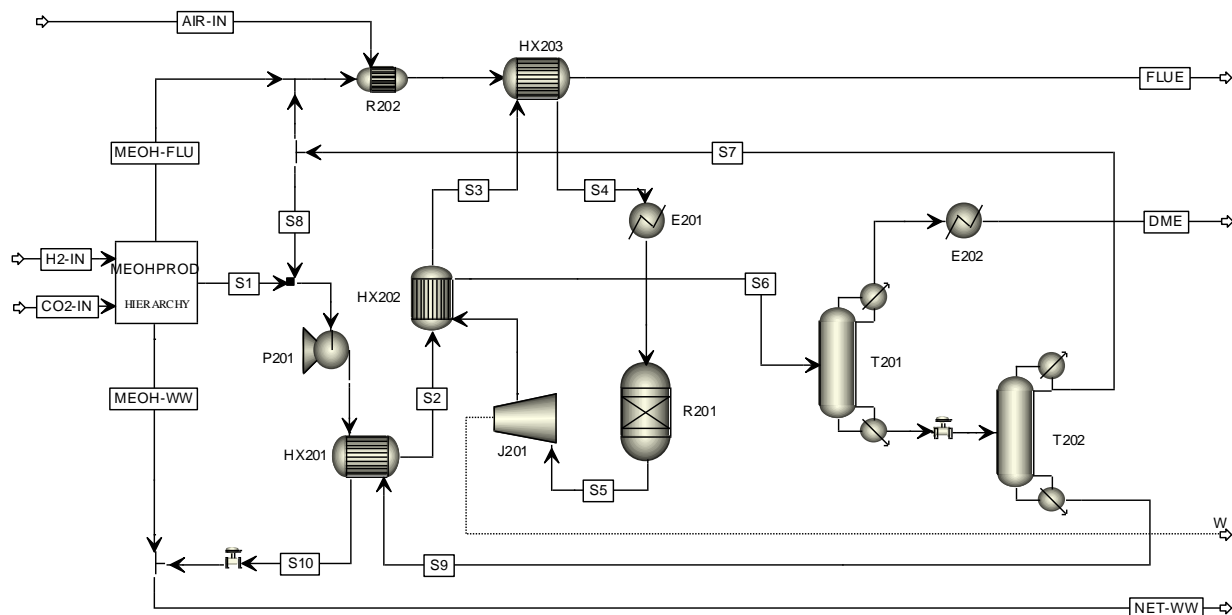 AIR-IN
HX203
FLUE
R202
MEOH-FLU
S7
S3
S4
S8
E201
DME
E202
H2-IN
MEOHPROD
HIERARCHY
S1
CO2-IN
HX202
S6
P201
T201
MEOH-WW
S2
R201
J201
T202
HX201
S5
W
S10
S9
NET-WW